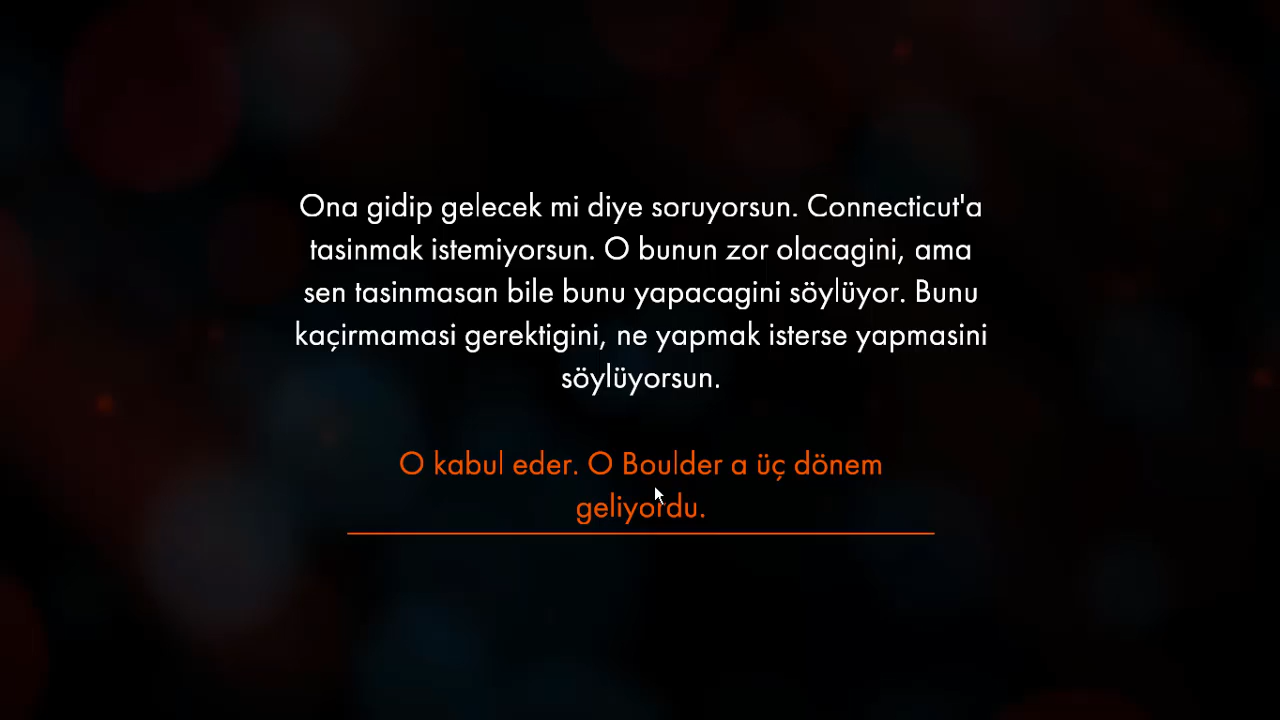 Ona gidip gelecek mi diye soruyorsun. Connecticut'a
tasinmak istemiyorsun. O bunun zor olacagini, ama
sen tasinmasan bile bunu yapacagini söylüyor. Bunu
kaçirmamasi gerektigini, ne yapmak isterse yapmasini
söylüyorsun.
O kabul eder. O Boulder a üç dönem
geliyordu.